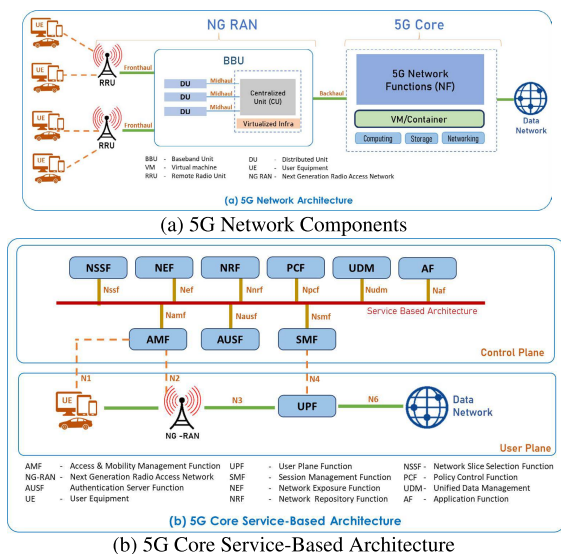 NG RAN
5G Core
UE
UE
UE
UE
RRU
RRU
Fronthaul
Fronthaul
BBU
DU
DU
DU
Midhaul
Midhaul
Midhaul
Centralized
Unit (CU)
Virtualized Infra
Backhaul
5G Network
Functions (NF)
VM/Container
Computing
Storage
Networking
Data
Network
BBU - Baseband Unit
DU - Distributed Unit
VM - Virtual machine
UE - User Equipment
RRU - Remote Radio Unit
NG RAN - Next Generation Radio Access Network
(a) 5G Network Architecture
(a) 5G Network Components
NSSF
NEF
NRF
PCF
UDM
AF
Nssf
Nef
Nnrf
Npcf
Nudm
Naf
Service Based Architecture
Namf
Nausf
Nsmf
AMF
AUSF
SMF
Control Plane
N1
N2
N4
UE
NG -RAN
N3
UPF
N6
Data
Network
User Plane
AMF - Access & Mobility Management Function
UPF - User Plane Function
NSSF - Network Slice Selection Function
NG-RAN - Next Generation Radio Access Network
SMF - Session Management Function
PCF - Policy Control Function
AUSF - Authentication Server Function
NEF - Network Exposure Function
UDM - Unified Data Management
UE - User Equipment
NRF - Network Repository Function
AF - Application Function
(b) 5G Core Service-Based Architecture
(b) 5G Core Service-Based Architecture